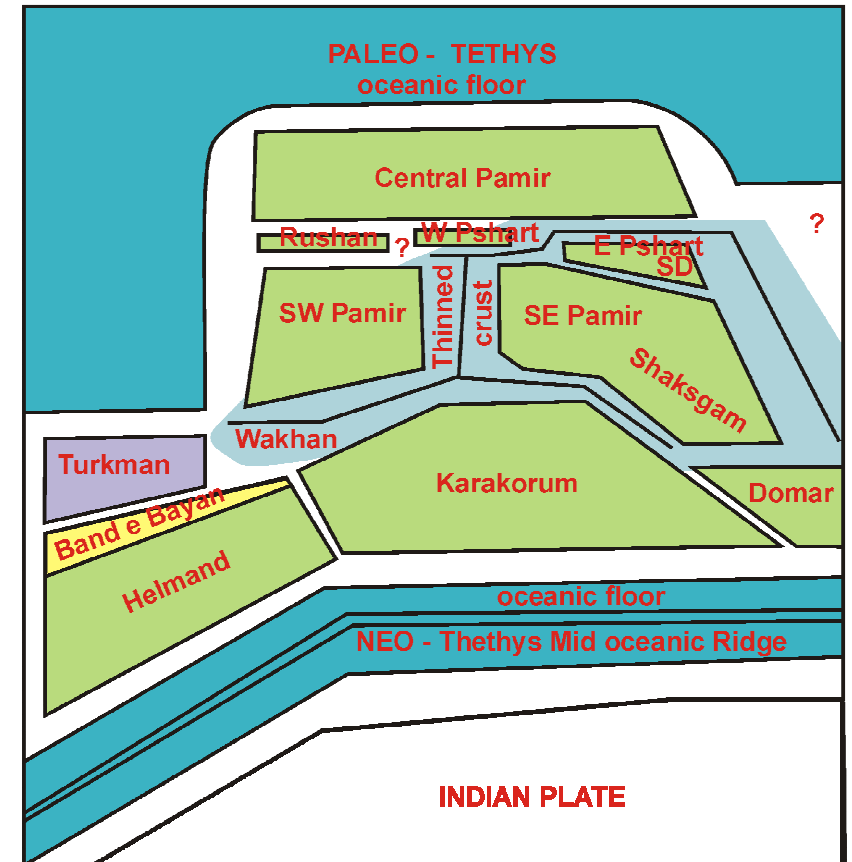 PALEO - TETHYS
oceanic floor
Central Pamir
?
Rushan
?
W Pshart
E Pshart
SD
SW Pamir
Thinned
crust
SE Pamir
Shaksgam
Wakhan
Turkman
Karakorum
Domar
Band e Bayan
Helmand
oceanic floor
NEO - Thethys Mid oceanic Ridge
INDIAN PLATE